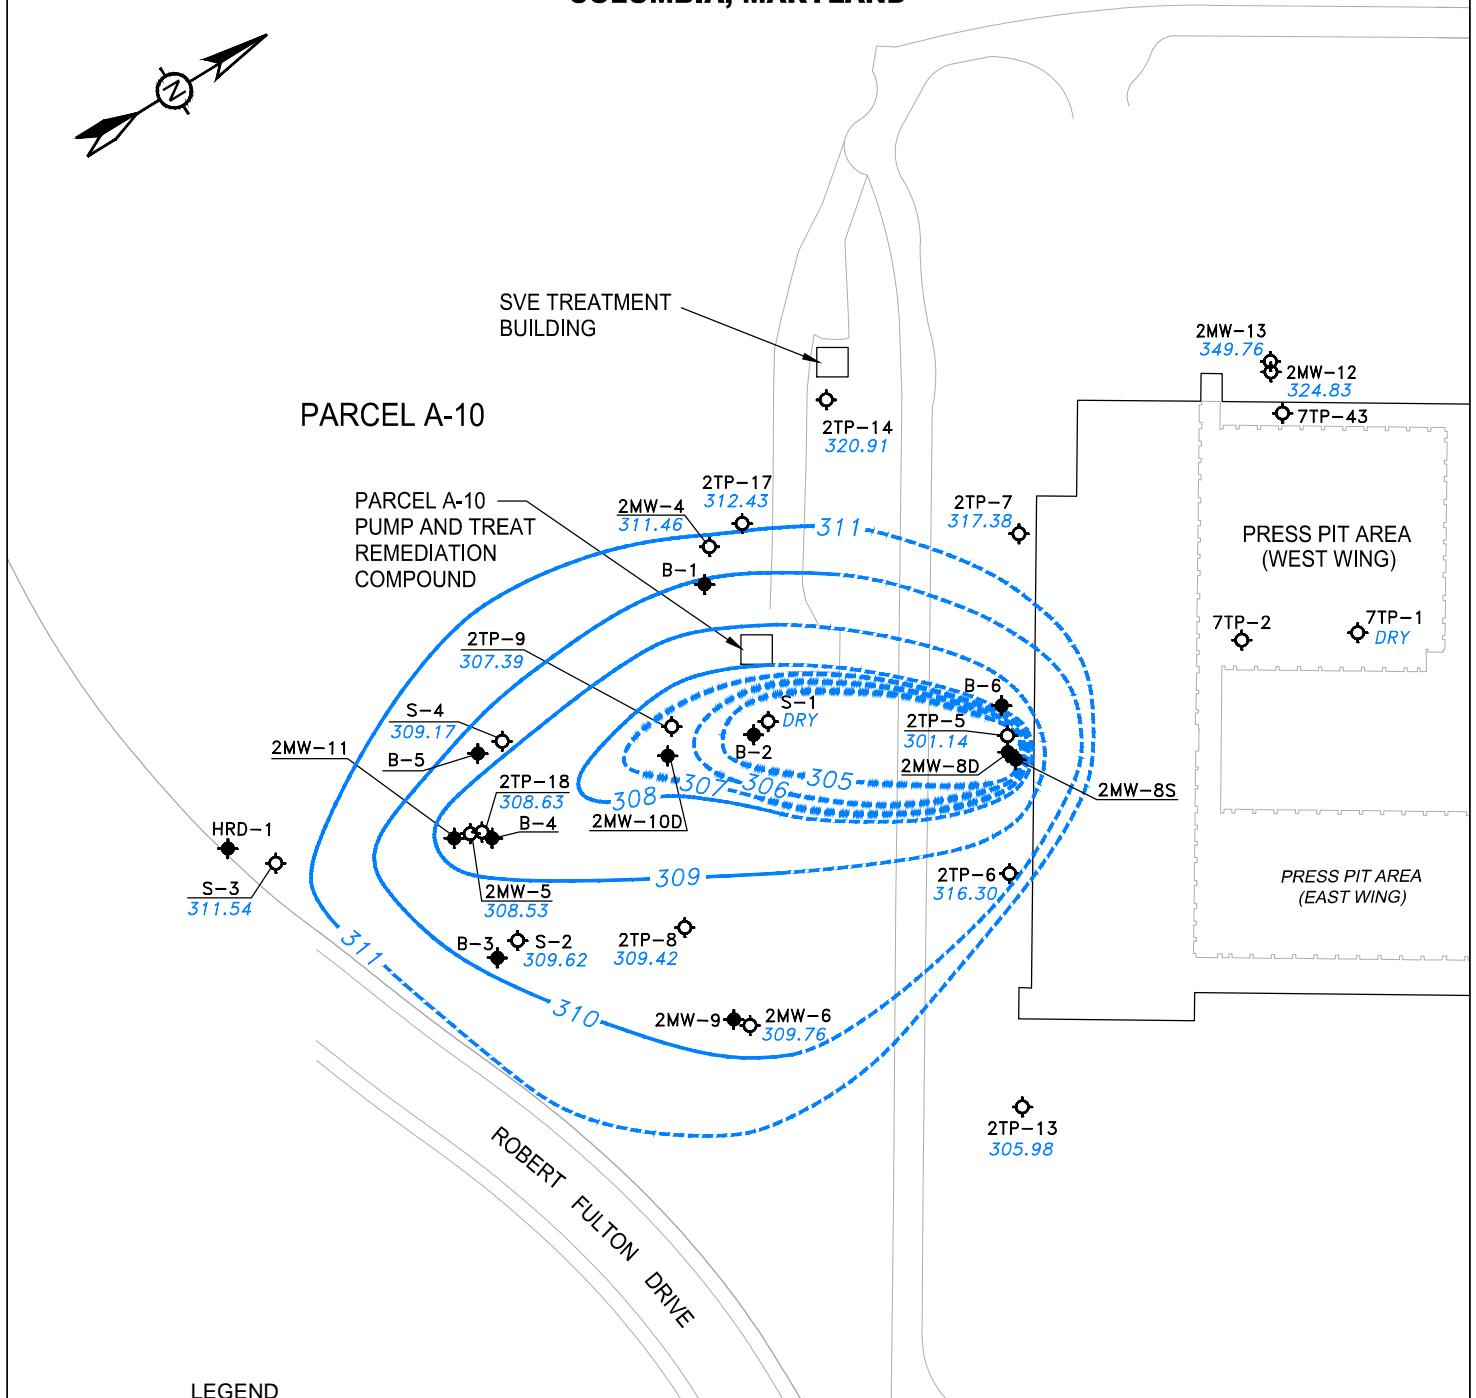 COLUMBIA, MARYLAND
N
SVE TREATMENT
BUILDING
2MW-13
349.76
2MW-12
324.83
7TP-43
PARCEL A-10
2TP-14
320.91
2TP-17
312.43
2MW-4
311.46
2TP-7
317.38
PARCEL A-10
PUMP AND TREAT
REMEDIATION
COMPOUND
311
PRESS PIT AREA
(WEST WING)
B-1
7TP-2
7TP-1
DRY
2TP-9
307.39
B-6
S-4
309.17
S-1
DRY
B-2
2TP-5
301.14
2MW-11
B-5
2MW-8D
2MW-8S
2TP-18
308.63
308
307
306
305
B-4
2MW-10D
HRD-1
S-3
311.54
2MW-5
308.53
309
2TP-6
316.30
PRESS PIT AREA
(EAST WING)
311
B-3
S-2
309.62
2TP-8
309.42
310
2MW-9
2MW-6
309.76
2TP-13
305.98
ROBERT FULTON DRIVE
LEGEND